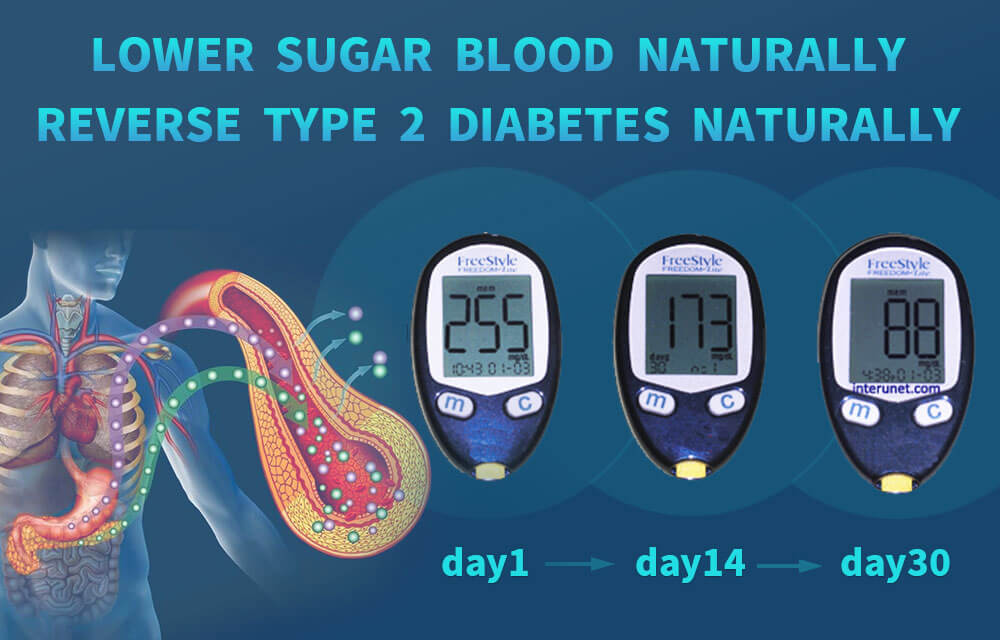 LOWER SUGAR BLOOD NATURALLY
REVERSE TYPE 2 DIABETES NATURALLY
FreeStyle
FREEDOM Lite
mem
255
mg/dL
10:43 01-03
m c
FreeStyle
FREEDOM Lite
173
mg/dL
days
30 n:1
m c
FreeStyle
FREEDOM Lite
mem
88
mg/dL
4:38 01-03
interunet.com
m c
day1
day14
day30